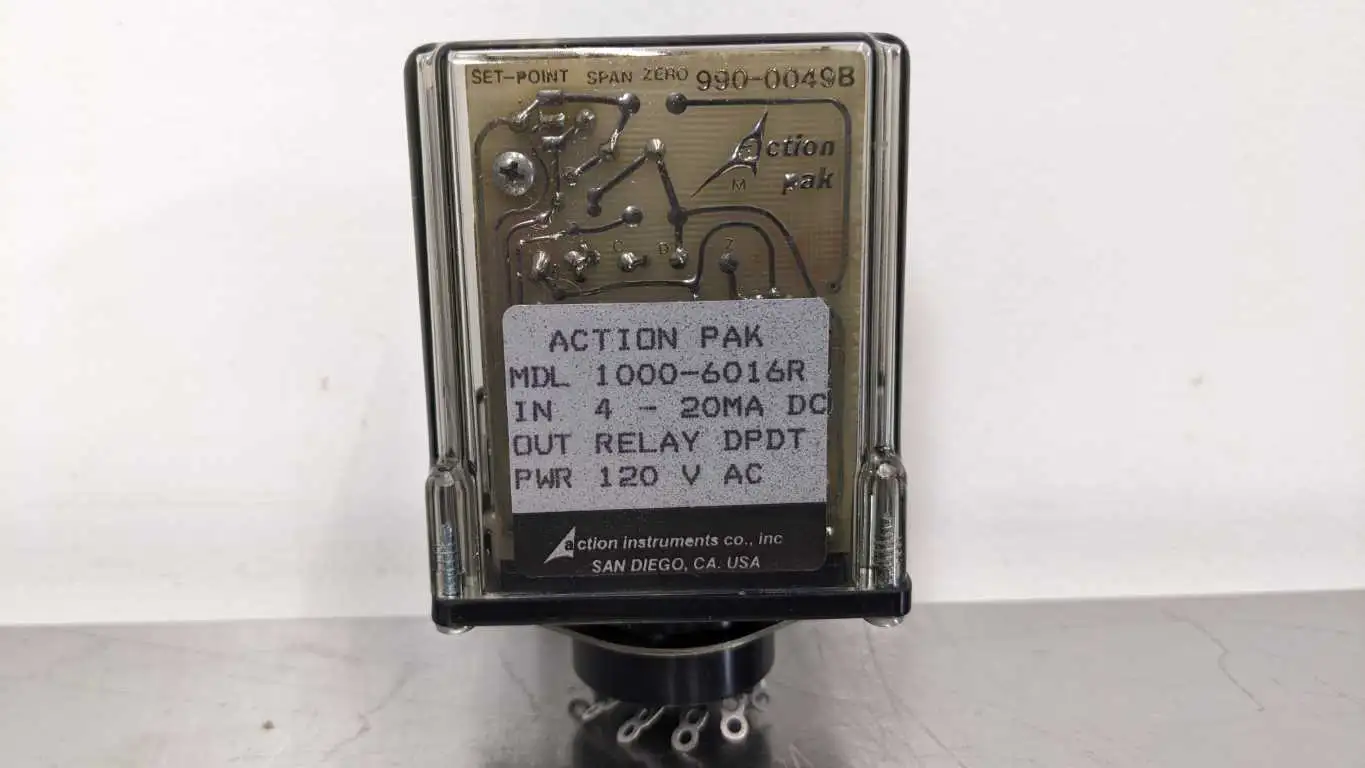 SET-POINT SPAN ZERO 990-0049B
action
pak
M
C D Z
ACTION PAK
MDL 1000-6016R
IN 4 - 20MA DC
OUT RELAY DPDT
PWR 120 V AC
action instruments co., inc
SAN DIEGO, CA. USA